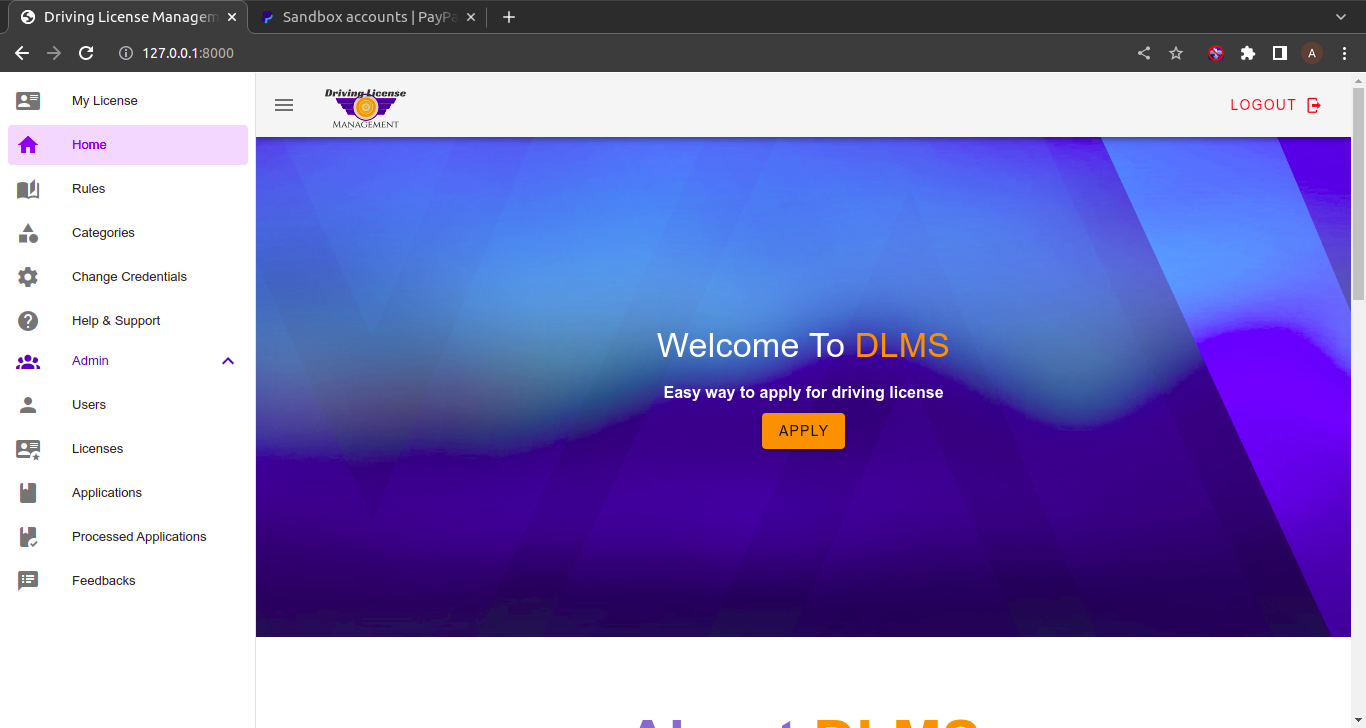 Driving License Managem
Sandbox accounts | PayPa
127.0.0.1:8000
A
My License
Home
Rules
Categories
Change Credentials
Help & Support
Admin
Users
Licenses
Applications
Processed Applications
Feedbacks
Driving License
Management
LOGOUT
Welcome To DLMS
Easy way to apply for driving license
APPLY
About DLMS